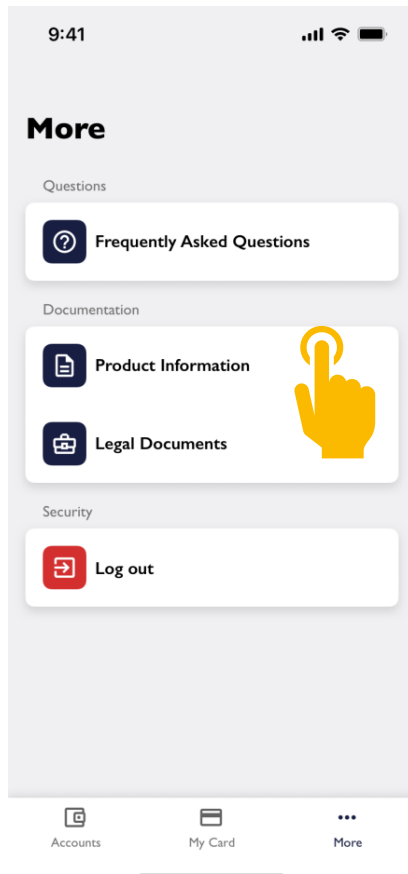 9:41
More
Questions
Frequently Asked Questions
Documentation
Product Information
Legal Documents
Security
Log out
Accounts My Card More